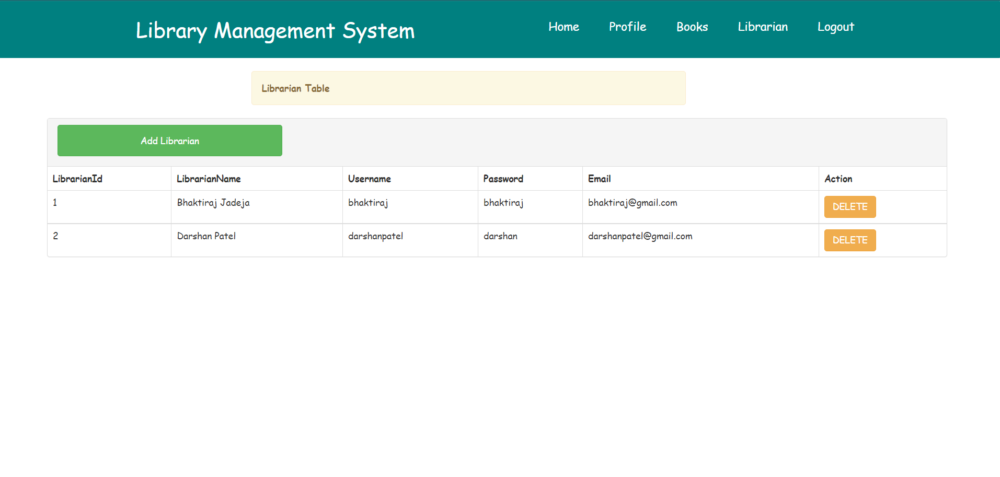 Library Management System Home Profile Books Librarian Logout
Librarian Table
Add Librarian
LibrarianId LibrarianName Username Password Email Action
1 Bhaktiraj Jadeja bhaktiraj bhaktiraj bhaktiraj@gmail.com DELETE
2 Darshan Patel darshanpatel darshan darshanpatel@gmail.com DELETE